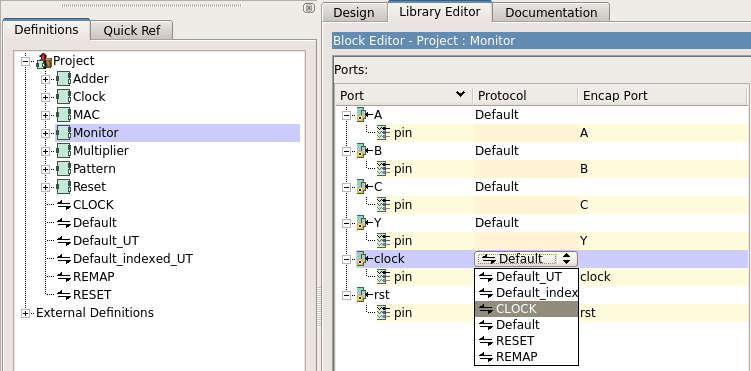 Definitions
Quick Ref
Project
Adder
Clock
MAC
Monitor
Multiplier
Pattern
Reset
CLOCK
Default
Default_UT
Default_indexed_UT
REMAP
RESET
External Definitions
Design
Library Editor
Documentation
Block Editor - Project : Monitor
Ports:
Port Protocol Encap Port
A Default
pin A
B Default
pin B
C Default
pin C
Y Default
pin Y
clock Default
pin clock
rst
pin rst
Default_UT
Default_index
CLOCK
Default
RESET
REMAP